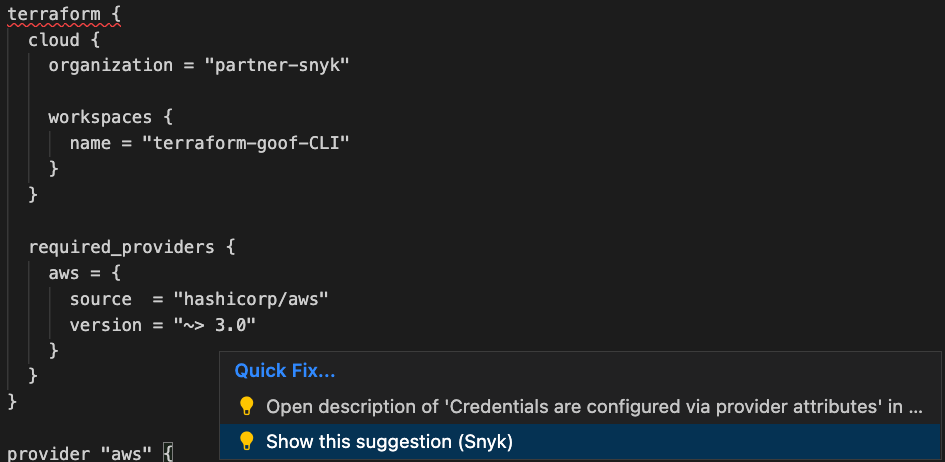 terraform {
  cloud {
    organization = "partner-snyk"

    workspaces {
      name = "terraform-goof-CLI"
    }
  }

  required_providers {
    aws = {
      source  = "hashicorp/aws"
      version = "~> 3.0"
    }
  }
}
Quick Fix...
Open description of 'Credentials are configured via provider attributes' in ...
Show this suggestion (Snyk)
provider "aws" {